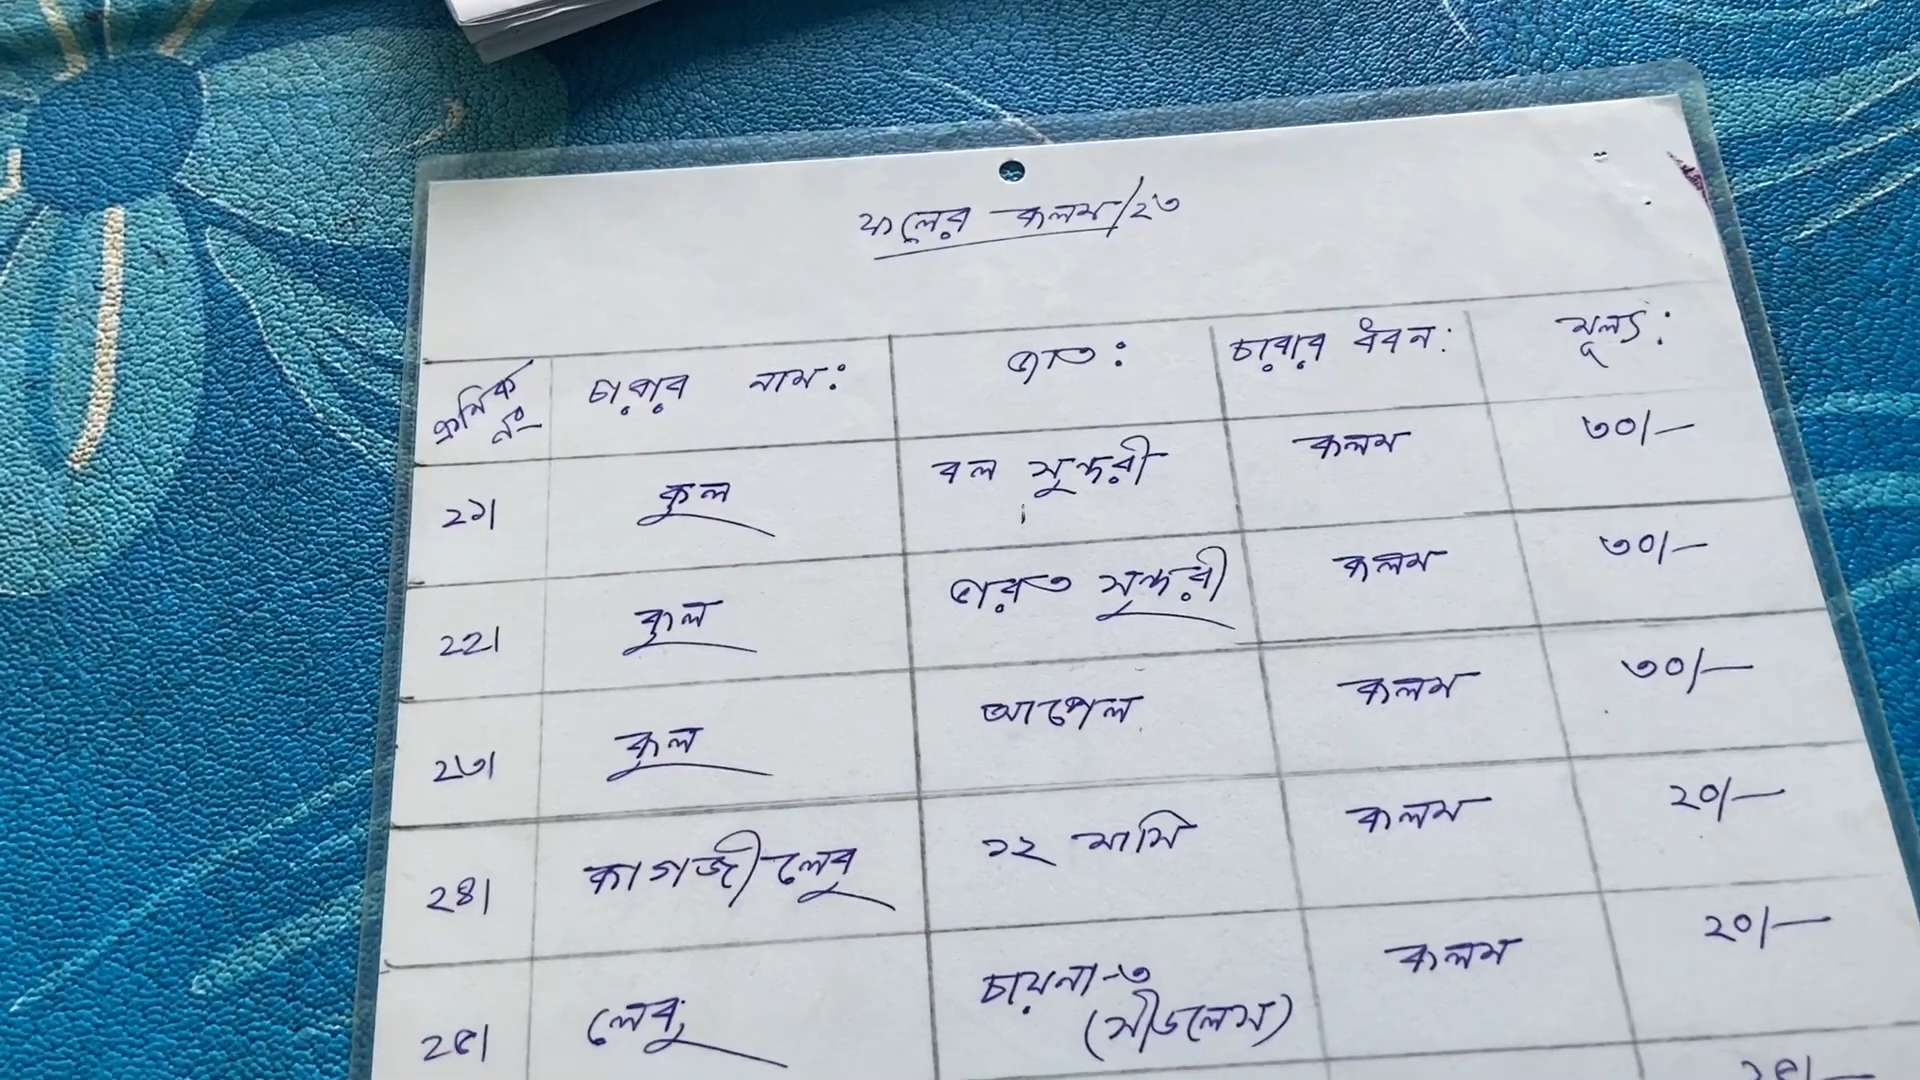 ফলের কলম/২৩
ক্রমিক নং চারার নাম: জাত: চারার ধরন: মূল্য:
২১। কুল বল সুন্দরী কলম ৩০/-
২২। কুল ভারত সুন্দরী কলম ৩০/-
২৩। কুল আপেল কলম ৩০/-
২৪। কাগজী লেবু ১২ মাসি কলম ২০/-
২৫। লেবু চায়না-৩ কলম ২০/-
(সীডলেস)